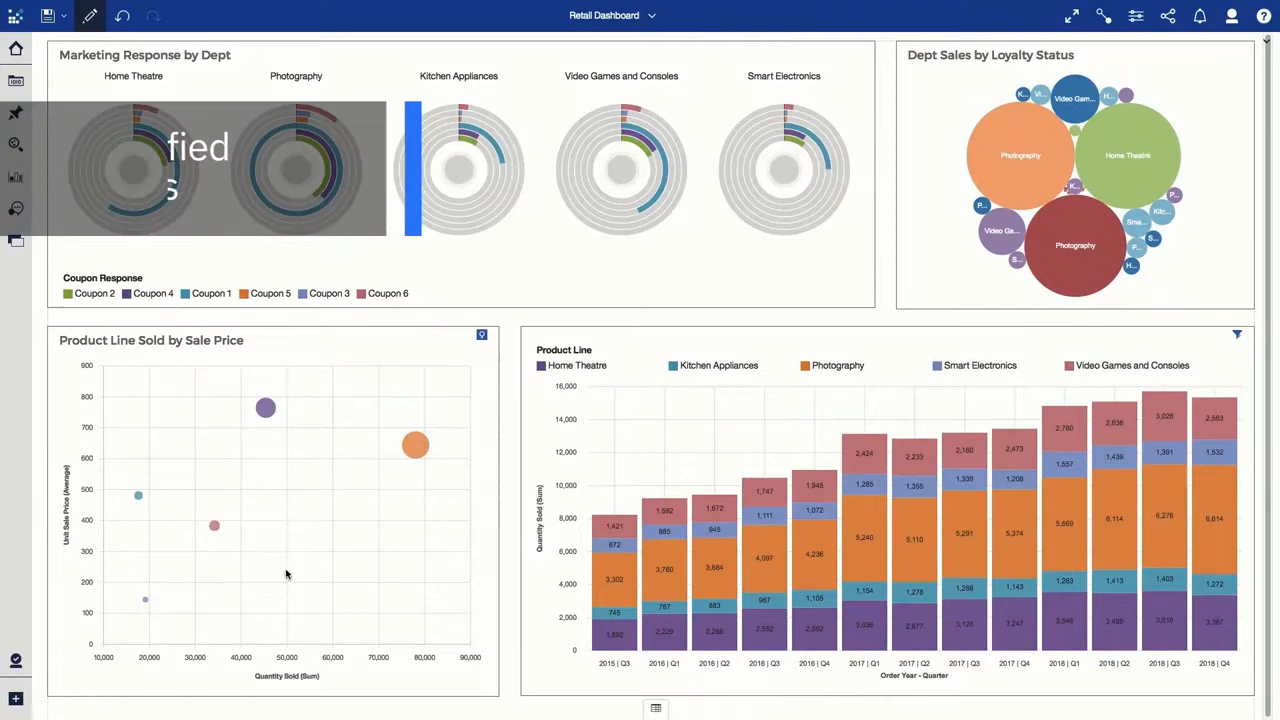 Retail Dashboard
Marketing Response by Dept
Home Theatre
Photography
Kitchen Appliances
Video Games and Consoles
Smart Electronics
fied
s
Coupon Response
Coupon 2
Coupon 4
Coupon 1
Coupon 5
Coupon 3
Coupon 6
Dept Sales by Loyalty Status
K...
Vi...
Video Gam...
H...
Photography
Home Theatre
K...
P...
Video Ga...
S...
Photography
Sma...
Kitc...
P...
S...
H...
Product Line Sold by Sale Price
Unit Sale Price (Average)
900
800
700
600
500
400
300
200
100
0
10,000
20,000
30,000
40,000
50,000
60,000
70,000
80,000
90,000
Quantity Sold (Sum)
Product Line
Home Theatre
Kitchen Appliances
Photography
Smart Electronics
Video Games and Consoles
Quantity Sold (Sum)
16,000
14,000
12,000
10,000
8,000
6,000
4,000
2,000
0
1,421
672
3,302
745
1,892
1,592
885
3,760
767
2,225
1,672
945
3,684
883
2,268
1,747
1,111
4,097
967
2,552
1,945
1,072
4,236
1,105
2,592
2,424
1,285
5,240
1,154
3,036
2,233
1,355
5,110
1,278
2,877
2,160
1,339
5,291
1,286
3,126
2,473
1,208
5,374
1,143
3,247
2,780
1,557
5,669
1,283
3,546
2,636
1,439
6,114
1,413
3,485
3,026
1,391
6,276
1,403
3,618
2,563
1,532
6,614
1,272
3,367
2015 | Q3
2016 | Q1
2016 | Q2
2016 | Q3
2016 | Q4
2017 | Q1
2017 | Q2
2017 | Q3
2017 | Q4
2018 | Q1
2018 | Q2
2018 | Q3
2018 | Q4
Order Year - Quarter